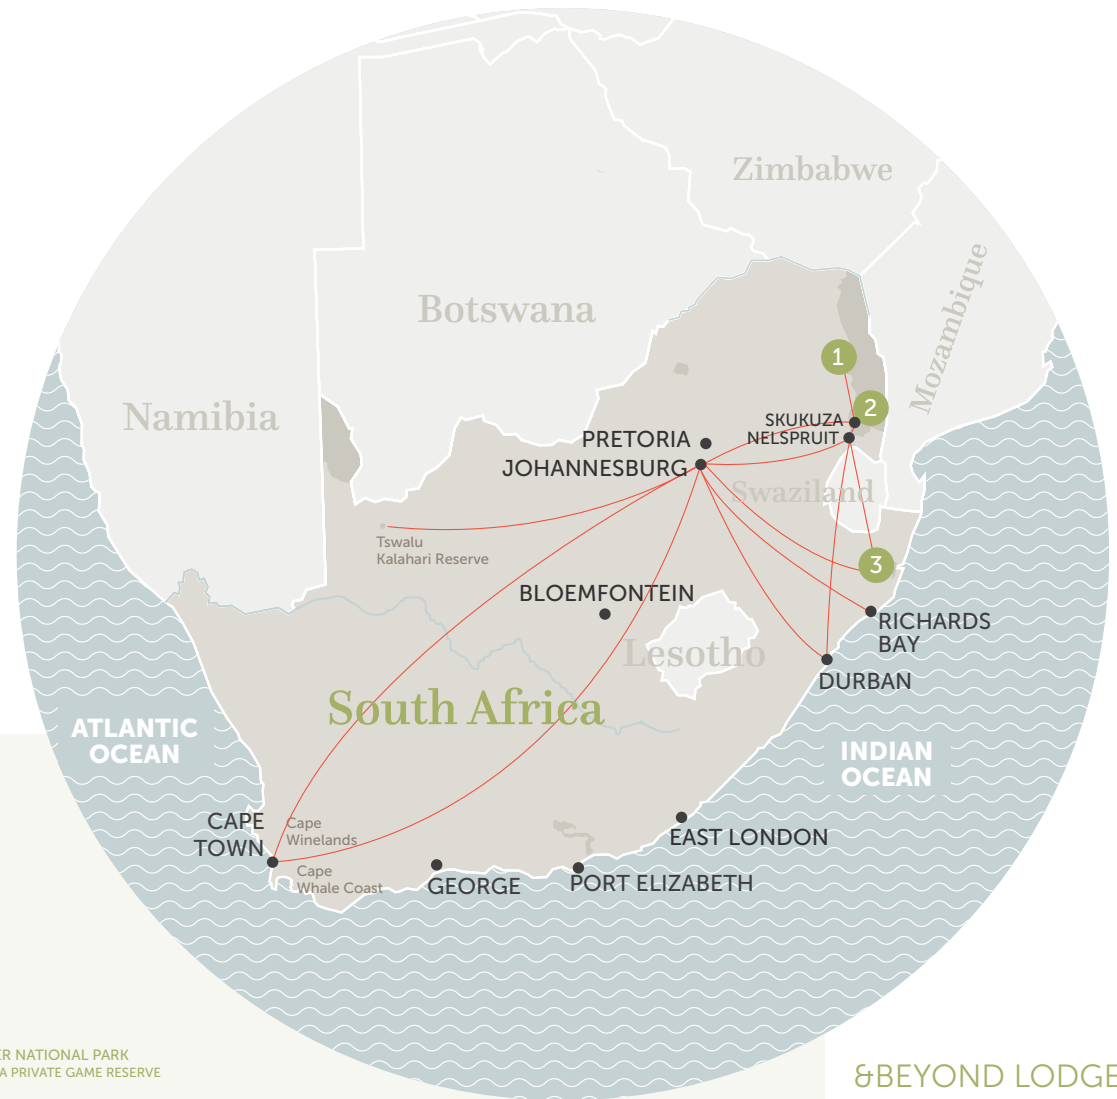 Zimbabwe
Botswana
Mozambique
Namibia
1
2
SKUKUZA
NELSPRUIT
PRETORIA
JOHANNESBURG
Swaziland
Tswalu
Kalahari Reserve
3
BLOEMFONTEIN
RICHARDS
BAY
Lesotho
DURBAN
South Africa
ATLANTIC
OCEAN
INDIAN
OCEAN
CAPE
TOWN
Cape
Winelands
EAST LONDON
Cape
Whale Coast
GEORGE
PORT ELIZABETH
NATIONAL PARK
PRIVATE GAME RESERVE
&BEYOND LODGE